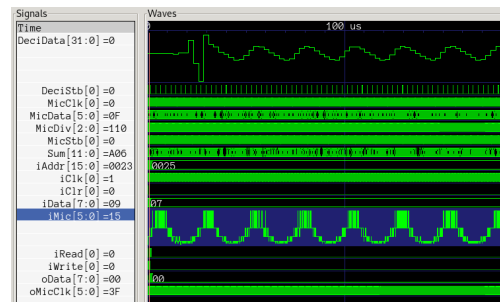 Signals
Waves
Time
100 us
DeciData[31:0]=0
DeciStb[0]=0
MicClk[0]=0
MicData[5:0]=0F
MicDiv[2:0]=110
MicStb[0]=0
Sum[11:0]=A06
iAddr[15:0]=0023
0025
iClk[0]=1
iClr[0]=0
iData[7:0]=09
07
iMic[5:0]=15
iRead[0]=0
iWrite[0]=0
oData[7:0]=00
00
oMicClk[5:0]=3F